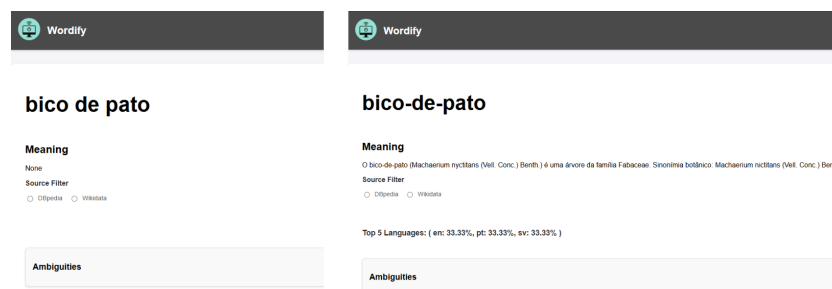 Wordify
bico de pato
Meaning
None
Source Filter
DBpedia Wikidata
Ambiguities
Wordify
bico-de-pato
Meaning
O bico-de-pato (Machaerium nyctitans (Vell. Conc.) Benth.) é uma árvore da família Fabaceae. Sinonímia botânico: Machaerium nictitans (Vell. Conc.) Ber
Source Filter
DBpedia Wikidata
Top 5 Languages: ( en: 33.33%, pt: 33.33%, sv: 33.33% )
Ambiguities